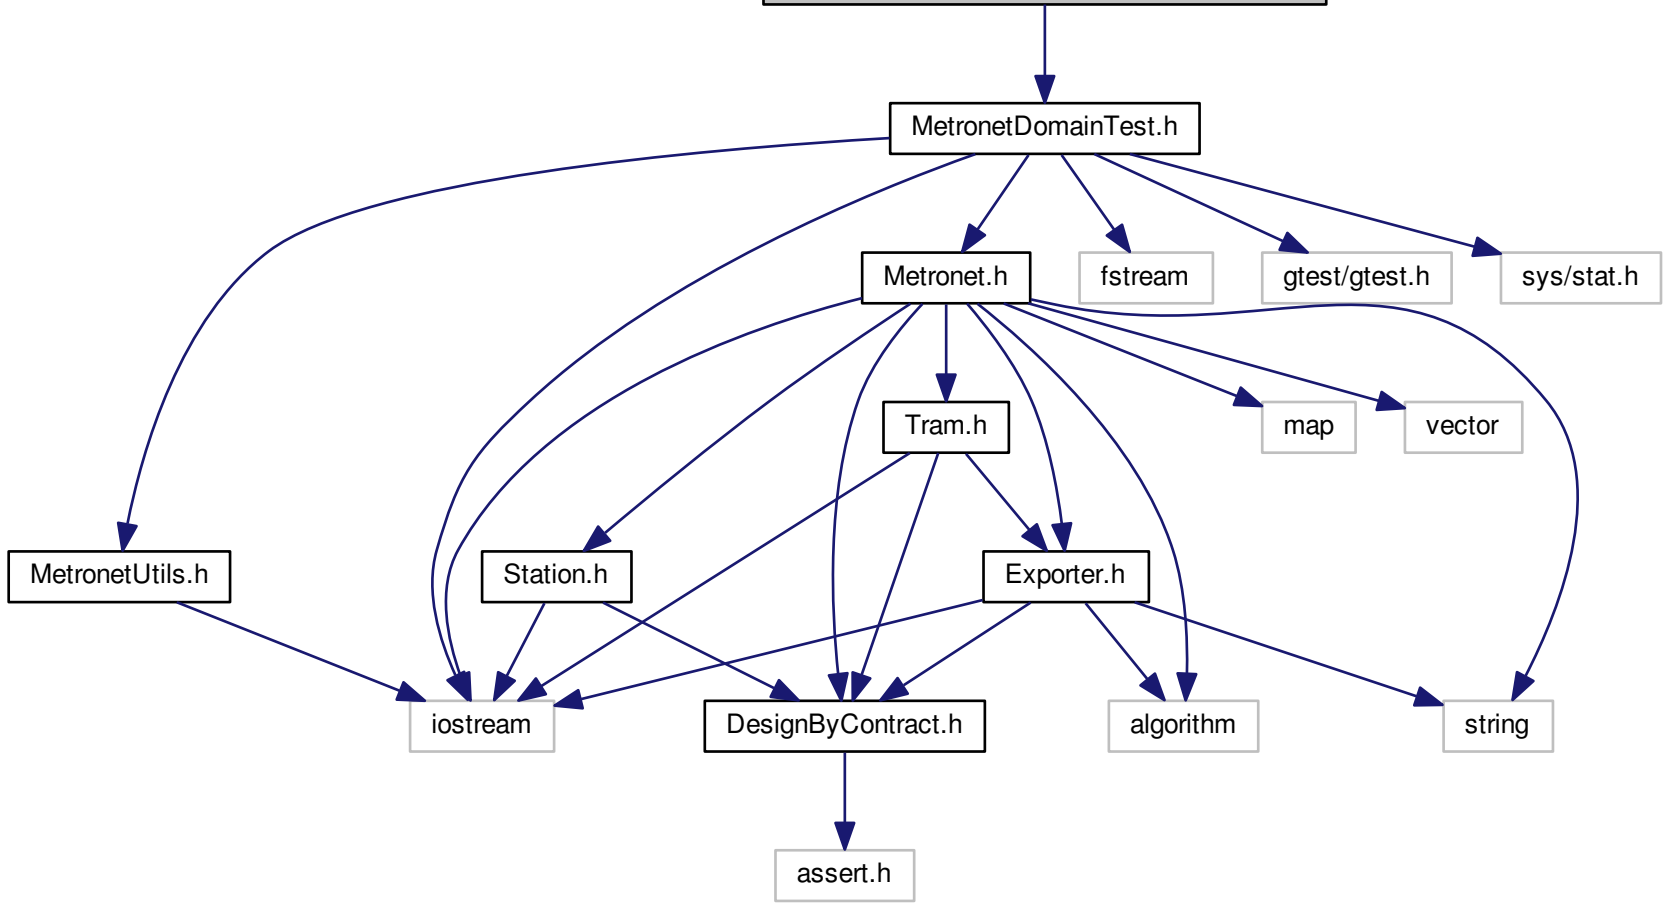 MetronetDomainTest.h
Metronet.h
fstream
gtest/gtest.h
sys/stat.h
Tram.h
map
vector
MetronetUtils.h
Station.h
Exporter.h
iostream
DesignByContract.h
algorithm
string
assert.h